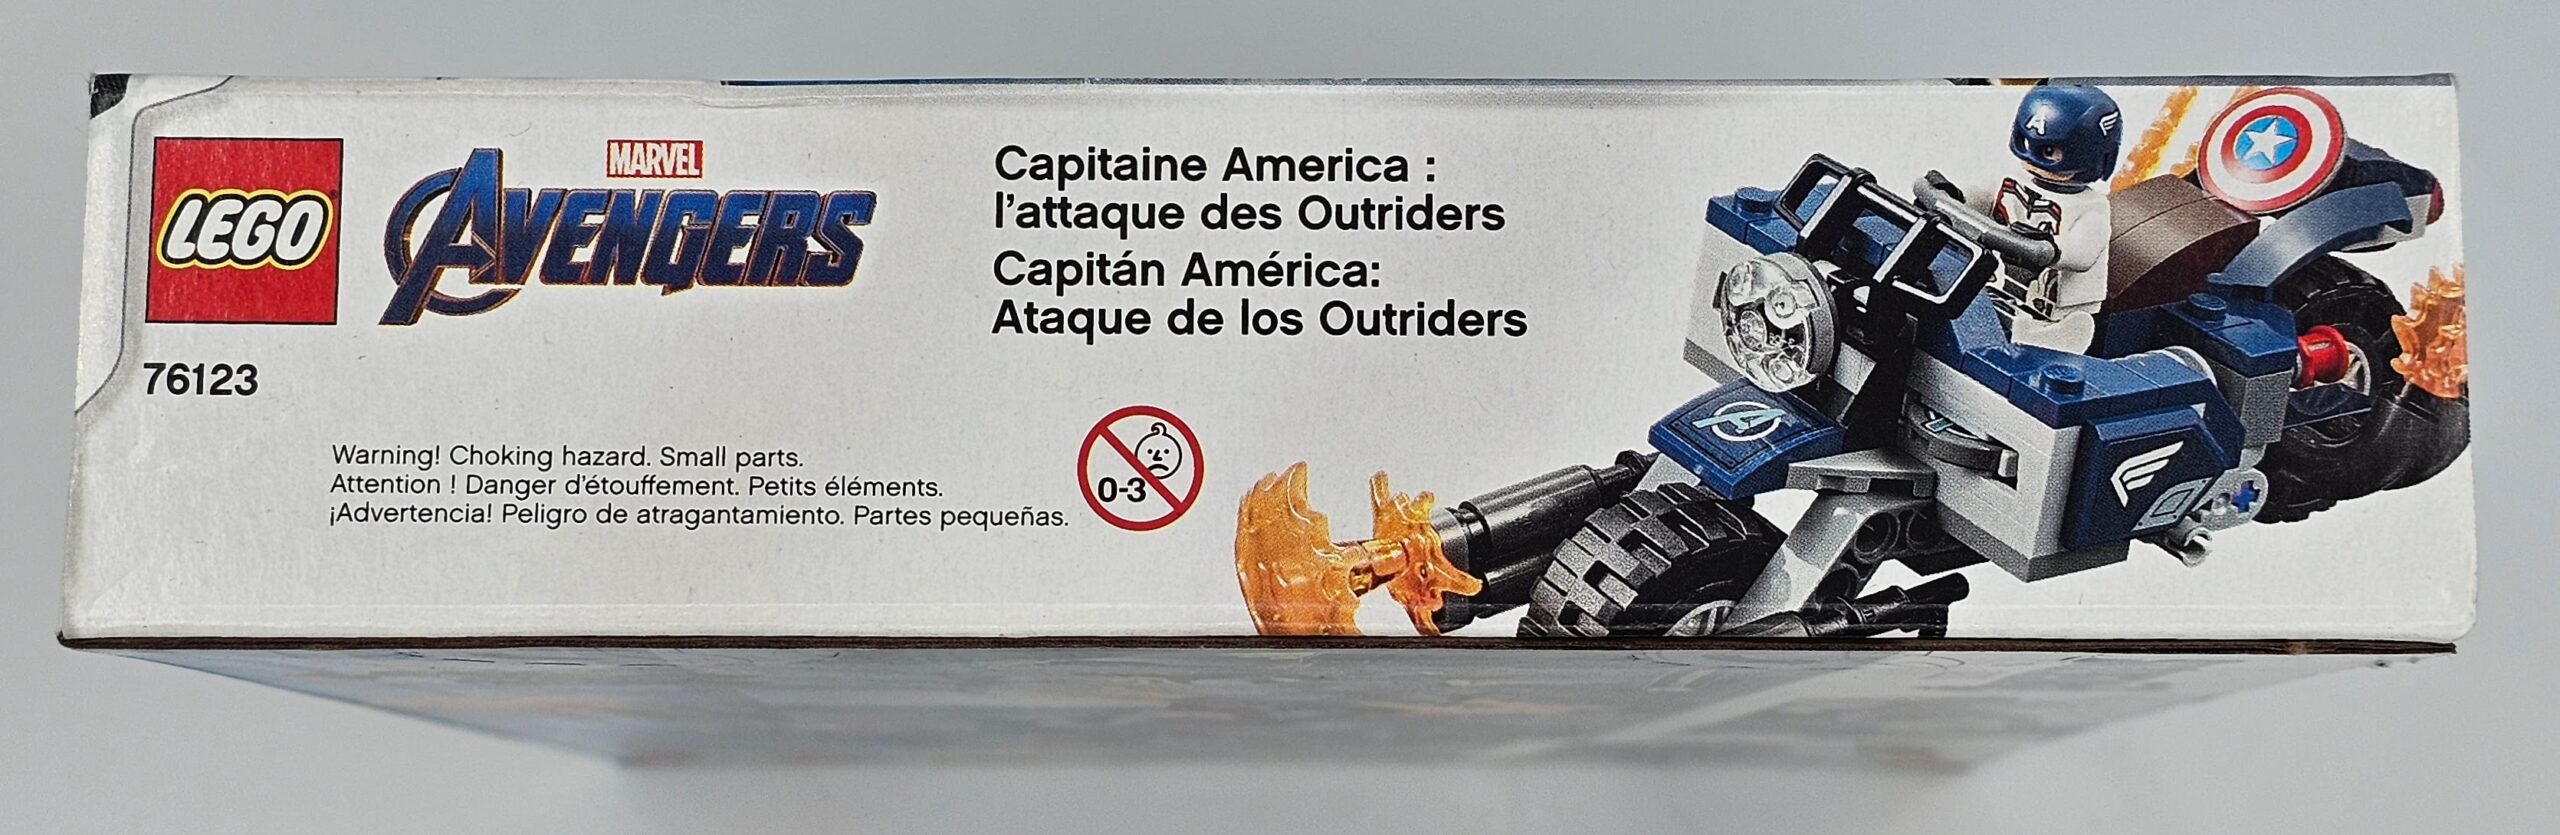 LEGO
MARVEL
AVENGERS
76123
Capitaine America :
l'attaque des Outriders
Capitán América:
Ataque de los Outriders
Warning! Choking hazard. Small parts.
Attention ! Danger d'étouffement. Petits éléments.
¡Advertencia! Peligro de atragantamiento. Partes pequeñas.
0-3
A
A